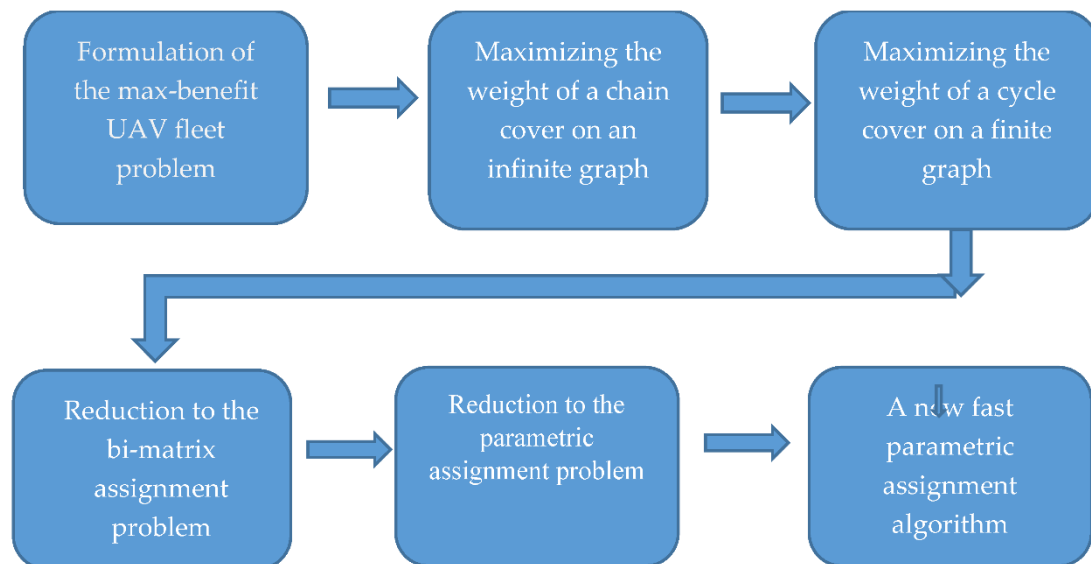 Formulation of
the max-benefit
UAV fleet
problem
Maximizing the
weight of a chain
cover on an
infinite graph
Maximizing the
weight of a cycle
cover on a finite
graph
Reduction to the
bi-matrix
assignment
problem
Reduction to the
parametric
assignment problem
A new fast
parametric
assignment
algorithm